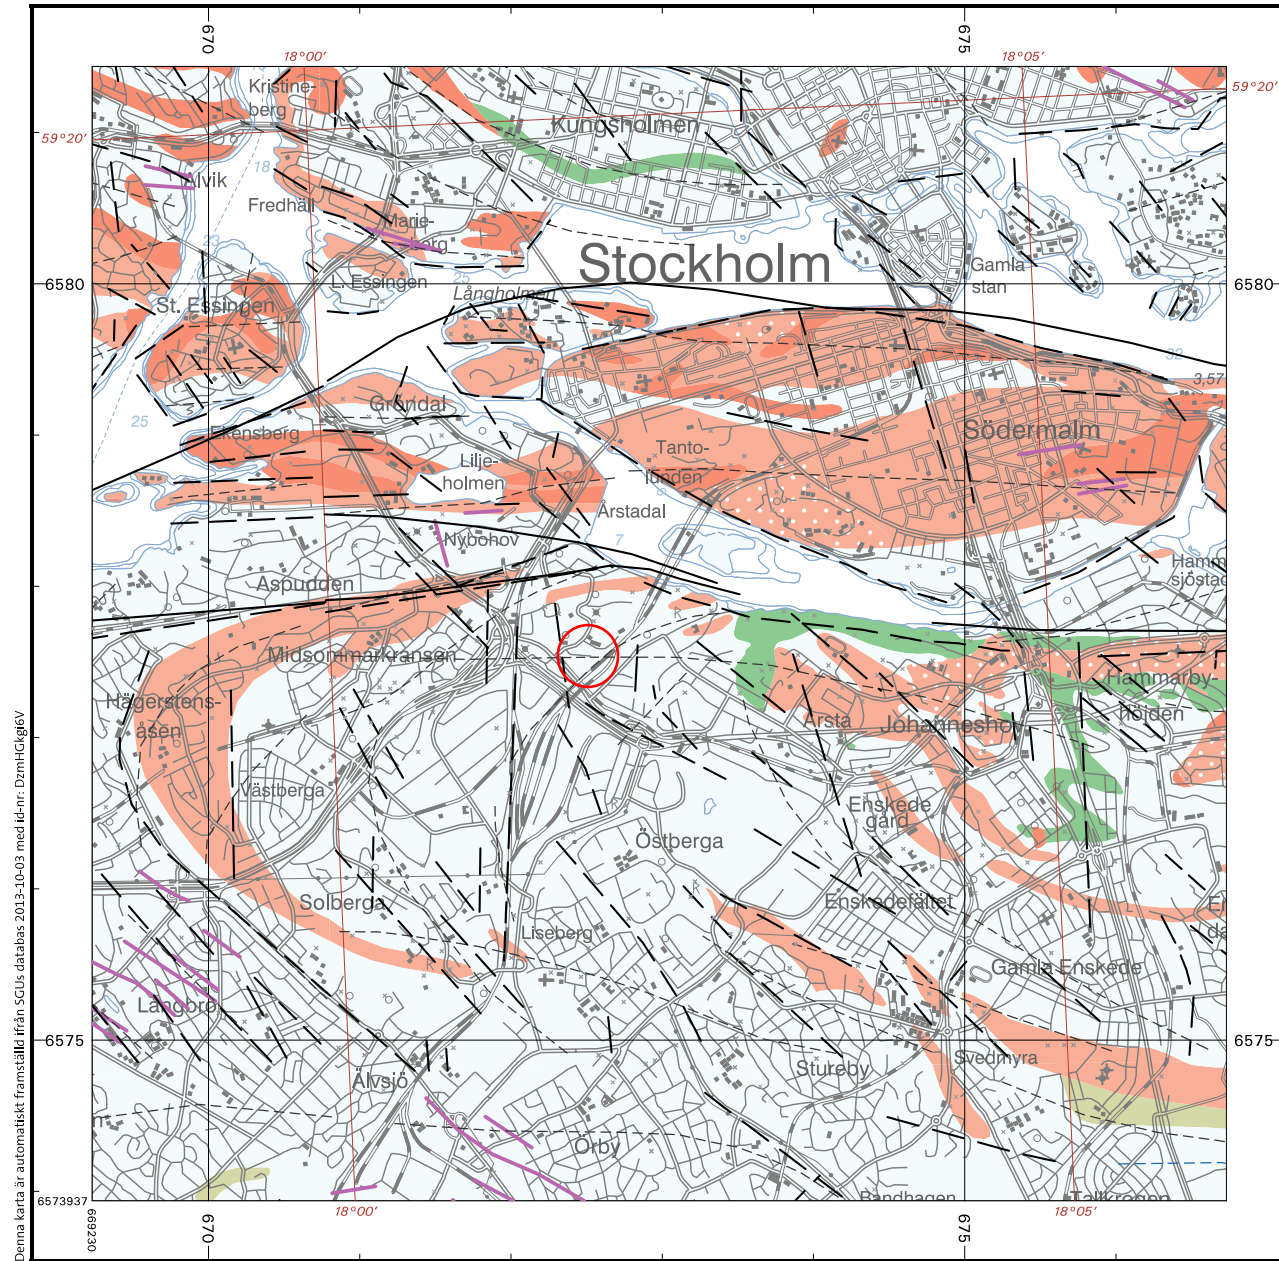 670
675
18°00′
18°05′
59°20′
59°20′
Kristine-
berg
Kungsholmen
18
Alvik
Fredhäll
Marie-
berg
23
Stockholm
Gamla
stan
L. Essingen
Långholmen
6580
6580
St. Essingen
32
3,57
25
Gröndal
Ekensberg
Södermalm
Tanto-
lunden
Lilje-
holmen
6
Årstadal
Nybohov
7
Aspudden
Hamm
sjöstad
R
Midsommarkransen
Hägerstens-
åsen
Hammarby-
höjden
Årsta
Johanneshov
Västberga
R
Enskede
gård
Östberga
R
Solberga
Enskedefältet
En
da
Liseberg
R
Gamla Enskede
Långbro
6575
6575
Svedmyra
Älvsjö
Stureby
m
Örby
Bandhagen
Tallkrogen
6573937
669230
670
18°00′
675
18°05′
Denna karta är automatiskt framställd ifrån SGUs databas 2013-10-03 med id-nr: DzmHGkgt6V